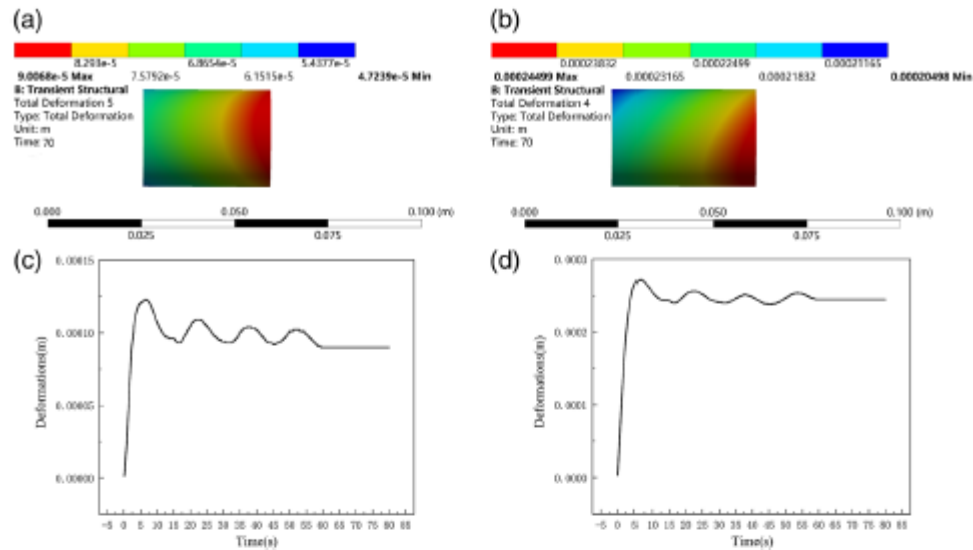 (a)
8.293e-5 6.8654e-5 5.4377e-5
9.0068e-5 Max 7.5792e-5 6.1515e-5 4.7239e-5 Min
B: Transient Structural
Total Deformation 5
Type: Total Deformation
Unit: m
Time: 70
0.000 0.050 0.100 (m)
0.025 0.075
(b)
0.00023832 0.00022499 0.00021165
0.00024499 Max 0.00023165 0.00021832 0.00020498 Min
B: Transient Structural
Total Deformation 4
Type: Total Deformation
Unit: m
Time: 70
0.000 0.050 0.100 (m)
0.025 0.075
(c)
0.00015
0.00010
0.00005
0.00000
Deformations(m)
-5 0 5 10 15 20 25 30 35 40 45 50 55 60 65 70 75 80 85
Time(s)
(d)
0.0003
0.0002
0.0001
0.0000
Deformations(m)
-5 0 5 10 15 20 25 30 35 40 45 50 55 60 65 70 75 80 85
Time(s)